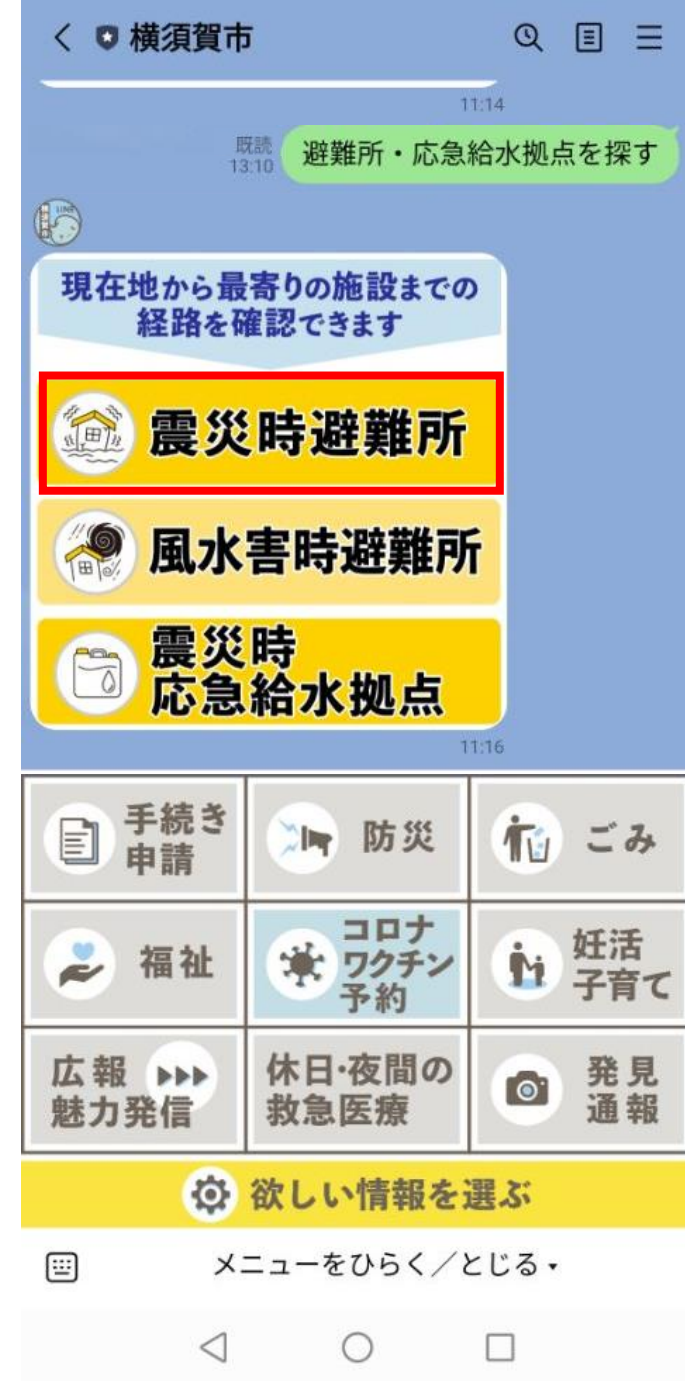 横須賀市
11:14
既読
13:10
避難所・応急給水拠点を探す
LINE
現在地から最寄りの施設までの
経路を確認できます
震災時避難所
風水害時避難所
震災時
応急給水拠点
11:16
手続き
申請
防災
ごみ
福祉
コロナ
ワクチン
予約
妊活
子育て
広報
魅力発信
休日・夜間の
救急医療
発見
通報
欲しい情報を選ぶ
メニューをひらく／とじる